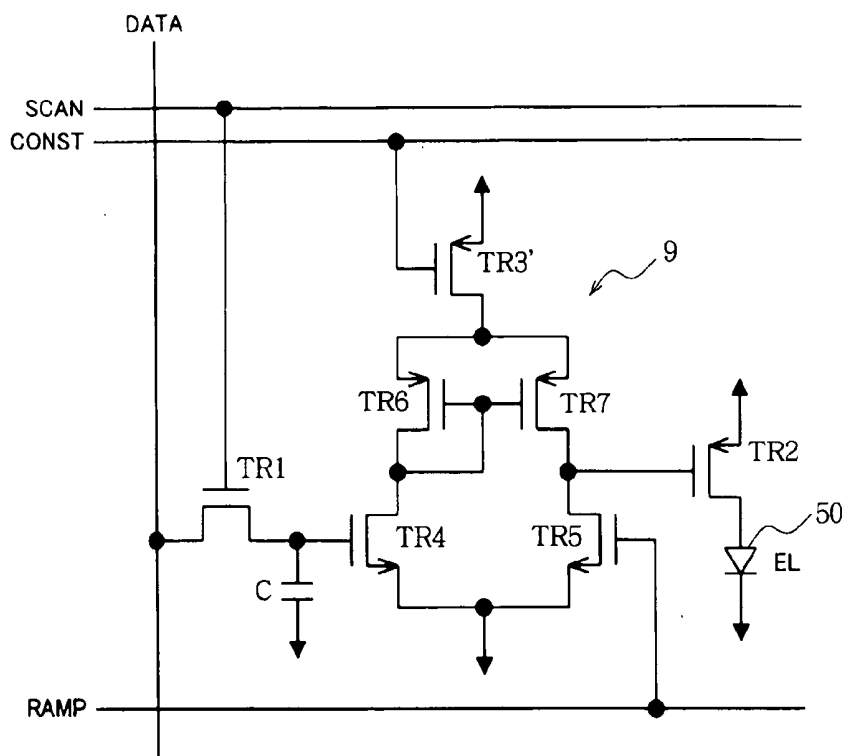 DATA
SCAN
CONST
TR3'
9
TR6
TR7
TR2
TR1
50
TR4
TR5
EL
C
RAMP